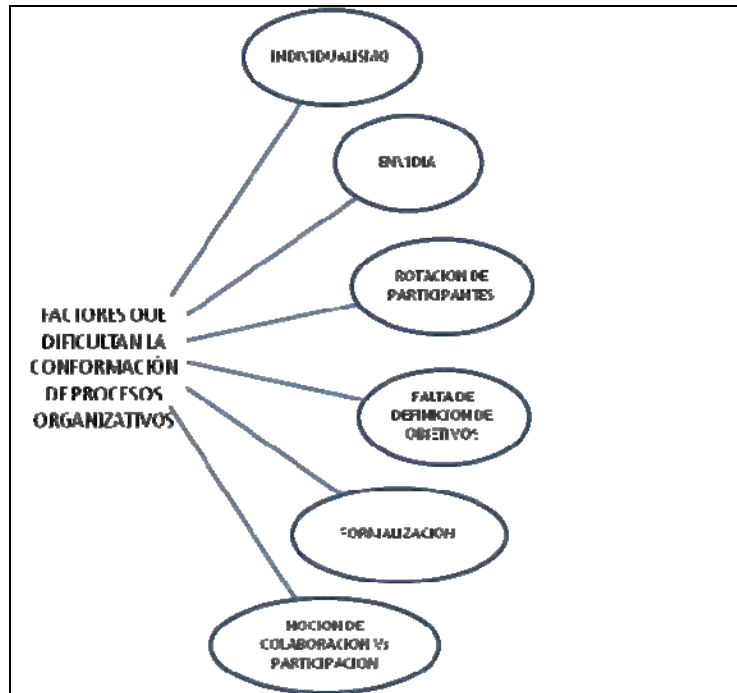 INDIVIDUALISMO
ENVIDIA
ROTACION DE
PARTICIPANTES
FACTORES QUE
DIFICULTAN LA
CONFORMACIÓN
DE PROCESOS
ORGANIZATIVOS
FALTA DE
DEFINICION DE
OBJETIVOS
FORMALIZACION
NOCION DE
COLABORACION Vs
PARTICIPACION